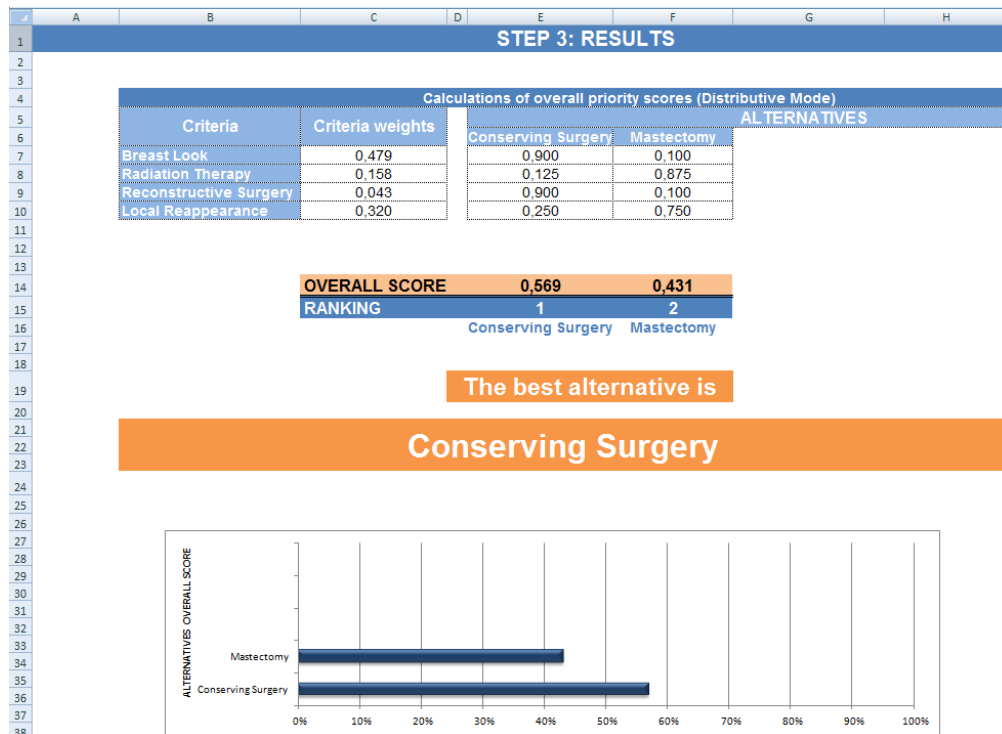 A B C D E F G H
1 STEP 3: RESULTS
2
3
4 Calculations of overall priority scores (Distributive Mode)
5 Criteria Criteria weights ALTERNATIVES
6 Conserving Surgery Mastectomy
7 Breast Look 0,479 0,900 0,100
8 Radiation Therapy 0,158 0,125 0,875
9 Reconstructive Surgery 0,043 0,900 0,100
10 Local Reappearance 0,320 0,250 0,750
11
12
13
14 OVERALL SCORE 0,569 0,431
15 RANKING 1 2
16 Conserving Surgery Mastectomy
17
18
19 The best alternative is
20
21
22 Conserving Surgery
23
24
25
26
27
28
29
30
31
32
33
34
35
36
37
38
ALTERNATIVES OVERALL SCORE
Mastectomy
Conserving Surgery
0% 10% 20% 30% 40% 50% 60% 70% 80% 90% 100%